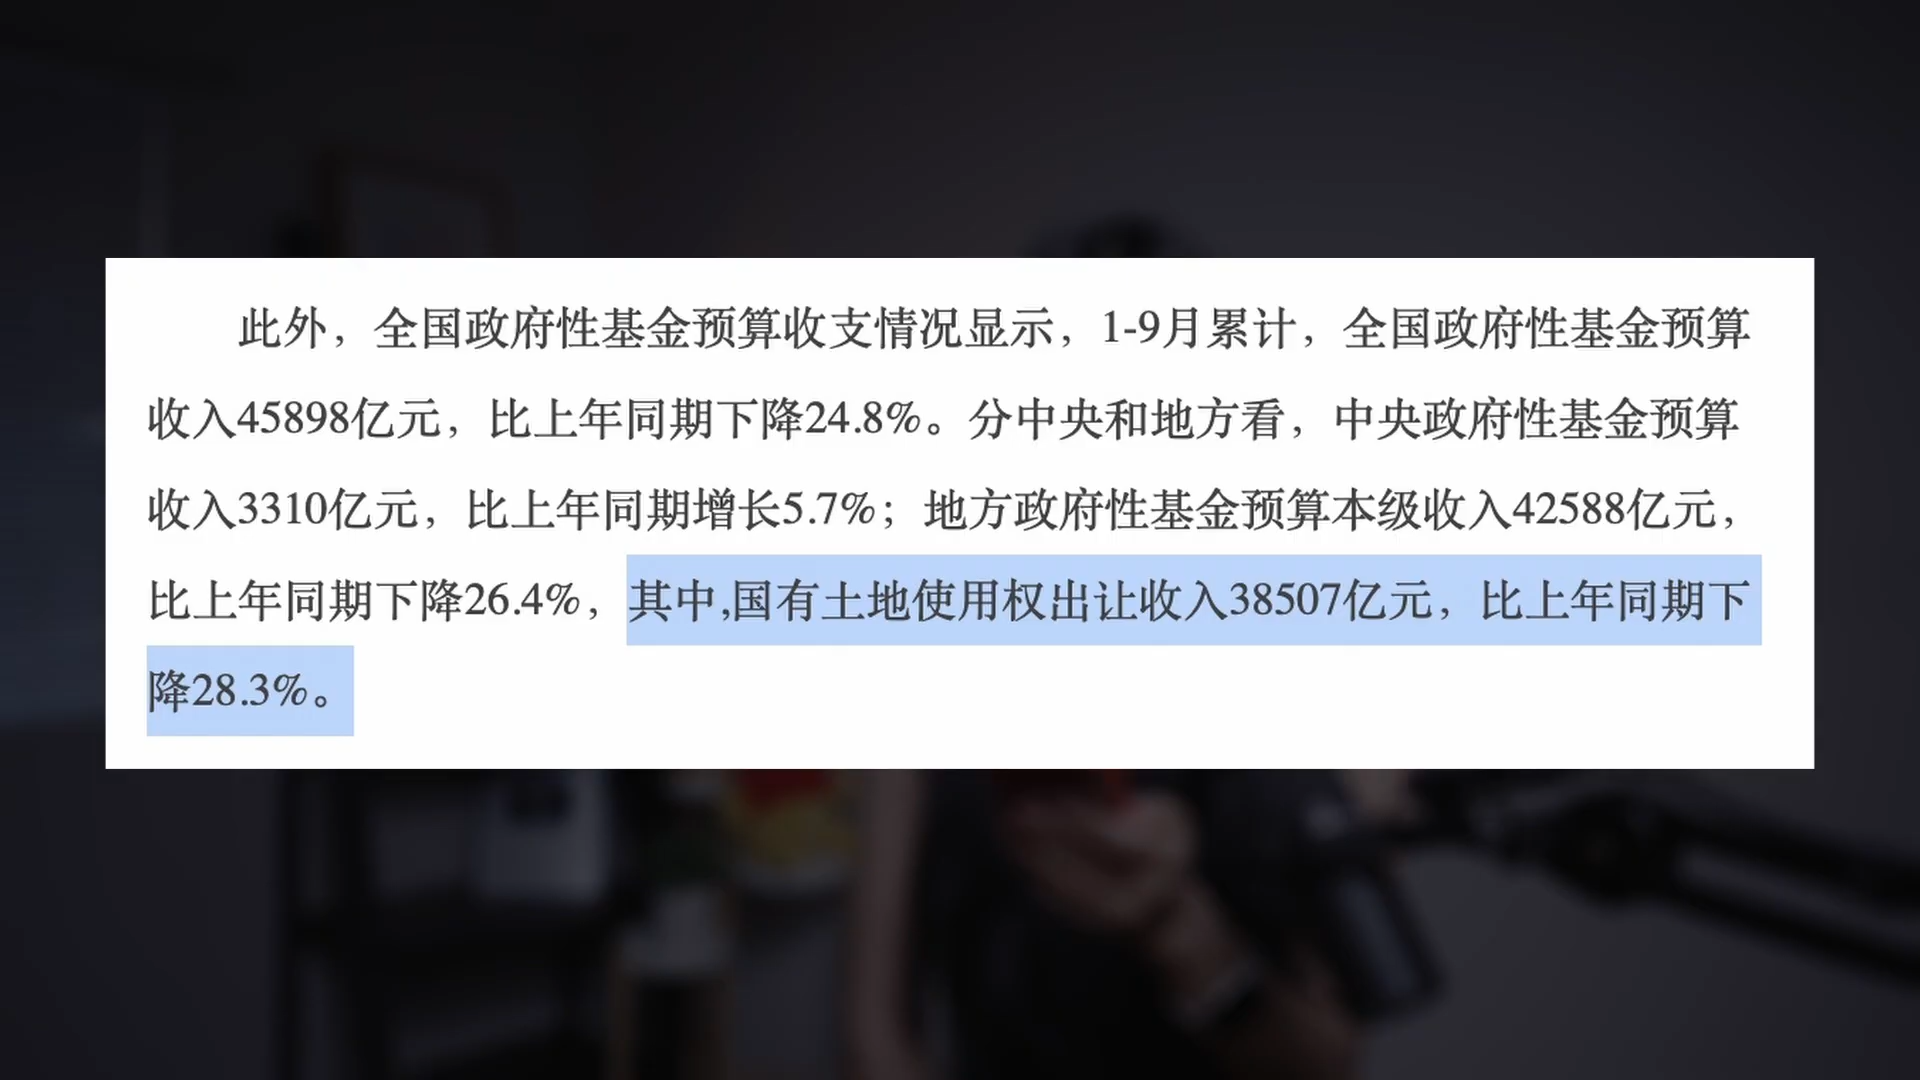 此外，全国政府性基金预算收支情况显示，1-9月累计，全国政府性基金预算
收入45898亿元，比上年同期下降24.8%。分中央和地方看，中央政府性基金预算
收入3310亿元，比上年同期增长5.7%；地方政府性基金预算本级收入42588亿元，
比上年同期下降26.4%，其中,国有土地使用权出让收入38507亿元，比上年同期下
降28.3%。